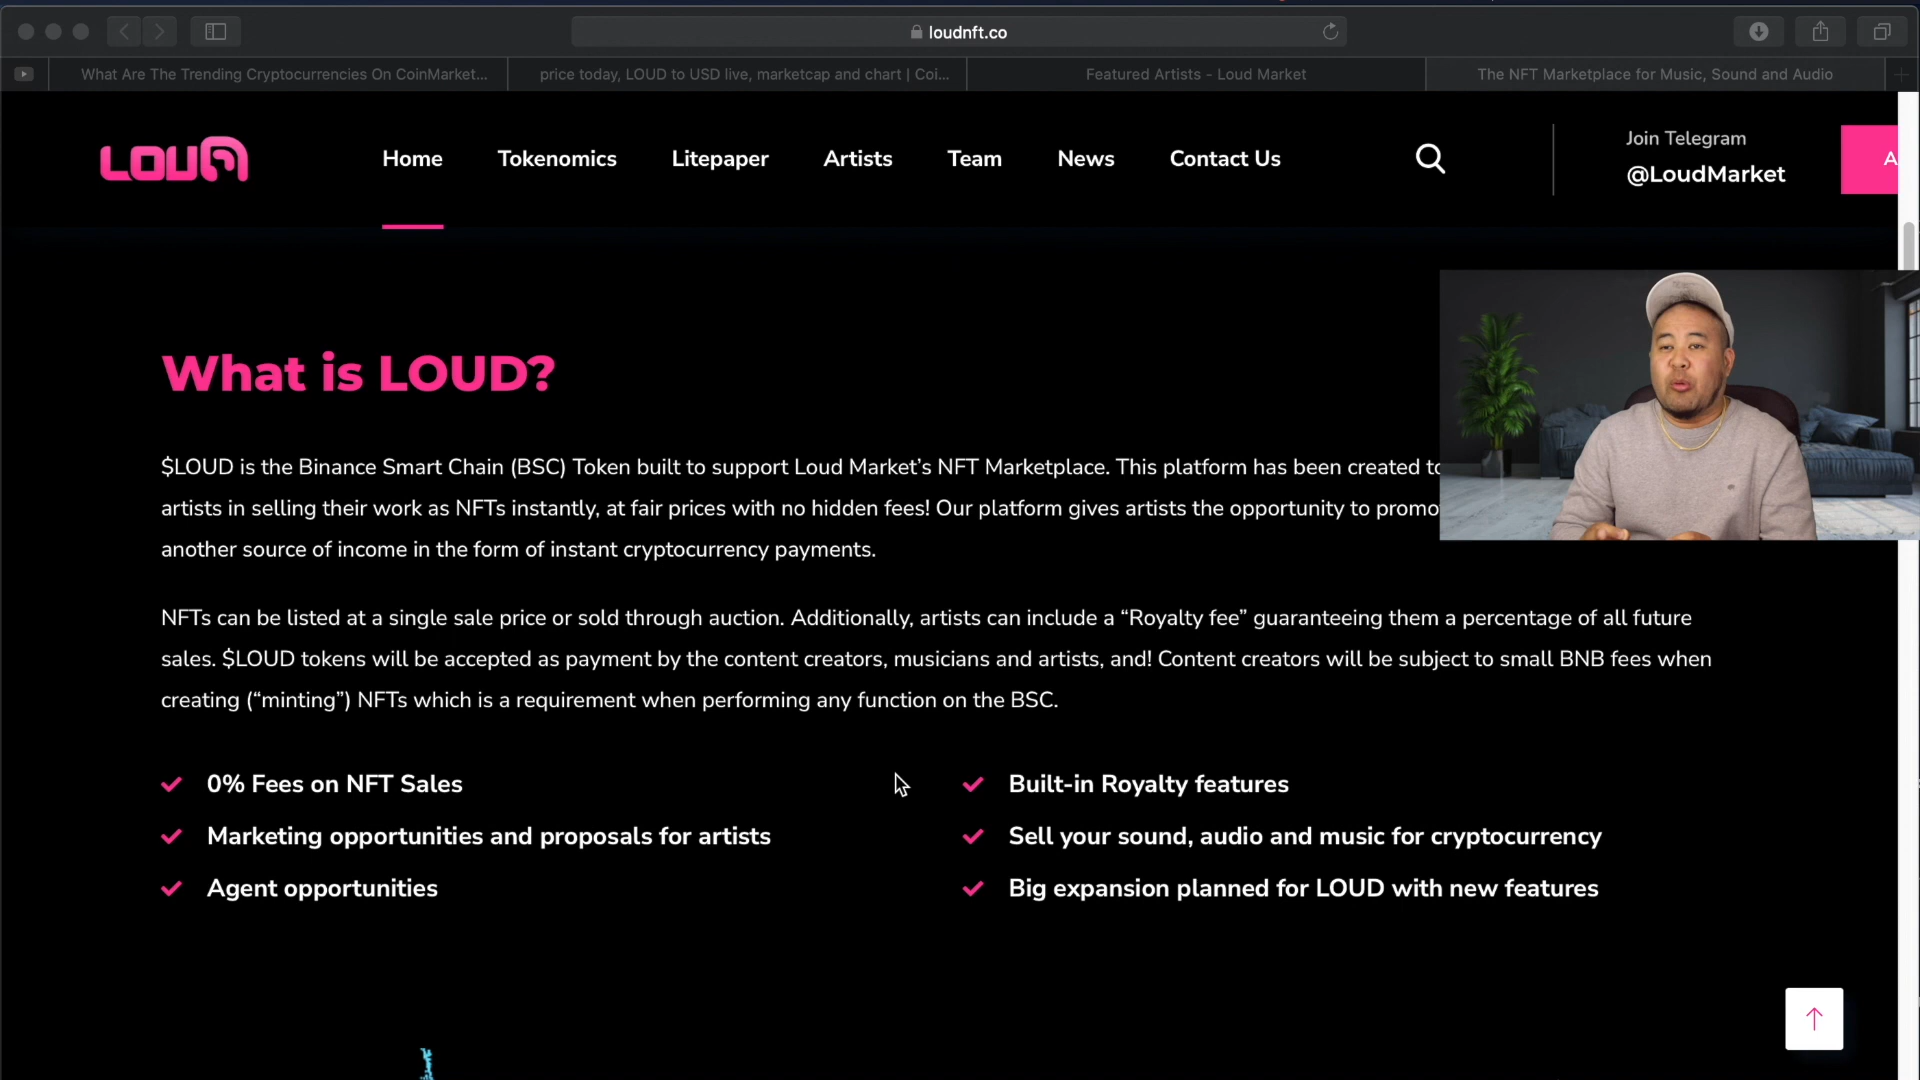 loudnft.co
What Are The Trending Cryptocurrencies On CoinMarket...
price today, LOUD to USD live, marketcap and chart | Coi...
Featured Artists - Loud Market
The NFT Marketplace for Music, Sound and Audio
LOUD
Home
Tokenomics
Litepaper
Artists
Team
News
Contact Us
Join Telegram
@LoudMarket
A
What is LOUD?
$LOUD is the Binance Smart Chain (BSC) Token built to support Loud Market’s NFT Marketplace. This platform has been created to
artists in selling their work as NFTs instantly, at fair prices with no hidden fees! Our platform gives artists the opportunity to promo
another source of income in the form of instant cryptocurrency payments.
NFTs can be listed at a single sale price or sold through auction. Additionally, artists can include a “Royalty fee” guaranteeing them a percentage of all future
sales. $LOUD tokens will be accepted as payment by the content creators, musicians and artists, and! Content creators will be subject to small BNB fees when
creating (“minting”) NFTs which is a requirement when performing any function on the BSC.
0% Fees on NFT Sales
Built-in Royalty features
Marketing opportunities and proposals for artists
Sell your sound, audio and music for cryptocurrency
Agent opportunities
Big expansion planned for LOUD with new features